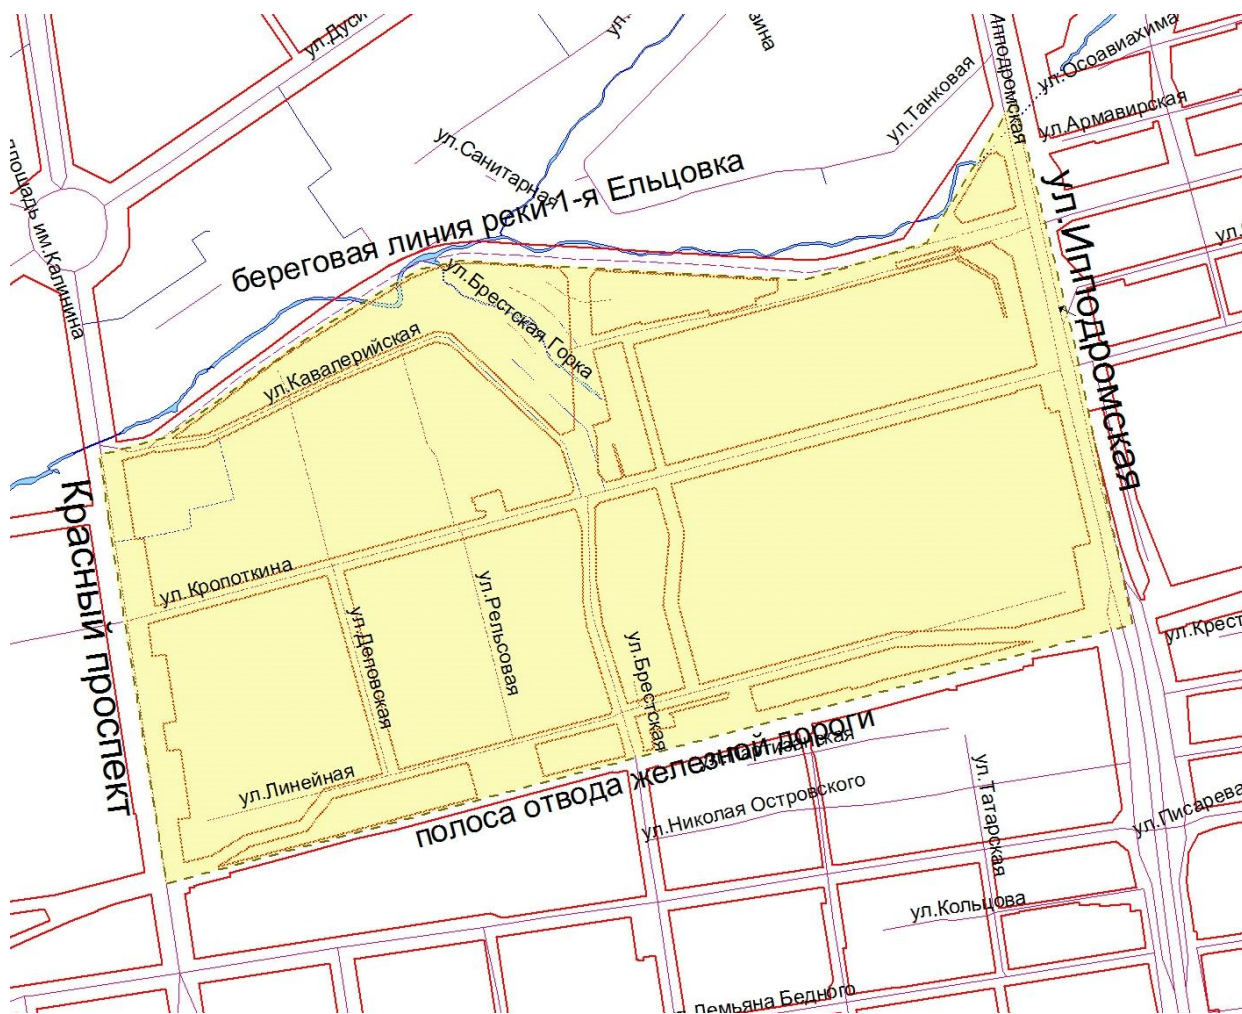 ул.Дуси
ул.
зина
Ипподромская
ул.Осоавиахима
ул.Танковая
ул.Армавирская
ул.Санитарная
площадь им.Калинина
береговая линия реки 1-я Ельцовка
ул.Ипподромская
ул.Брестская Горка
ул.Кавалерийская
Красный проспект
ул.Кропоткина
ул.Деповская
ул.Рельсовая
ул.Брестская
ул.Крест
ул.Линейная
полоса отвода железной дороги
ул.Партизанская
ул.Николая Островского
ул.Татарская
ул.Писарева
ул.Кольцова
Демьяна Бедного